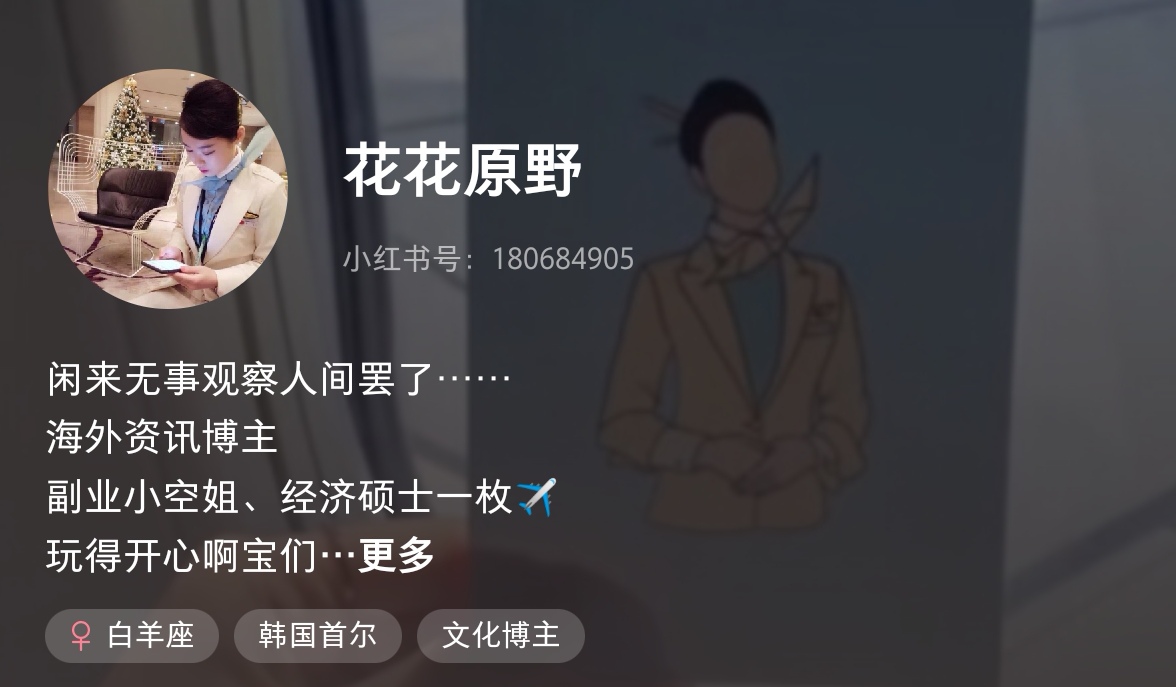 花花原野
小红书号：180684905
闲来无事观察人间罢了……
海外资讯博主
副业小空姐、经济硕士一枚✈️
玩得开心啊宝们…更多
♀ 白羊座 韩国首尔 文化博主